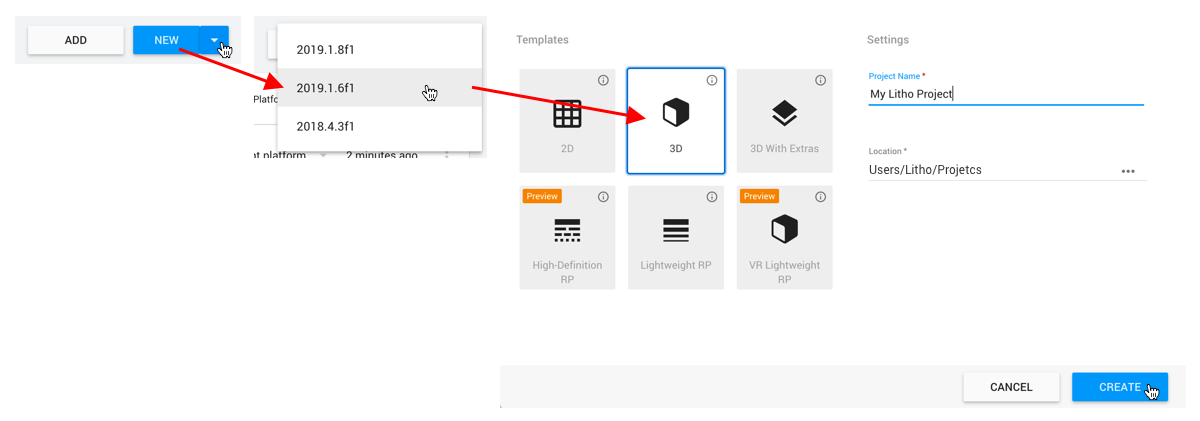 ADD
NEW
2019.1.8f1
2019.1.6f1
2018.4.3f1
Platfo
nt platform
2 minutes ago
Templates
2D
3D
3D With Extras
Preview
High-Definition
RP
Lightweight RP
Preview
VR Lightweight
RP
Settings
Project Name *
My Litho Project
Location *
Users/Litho/Projetcs
CANCEL
CREATE